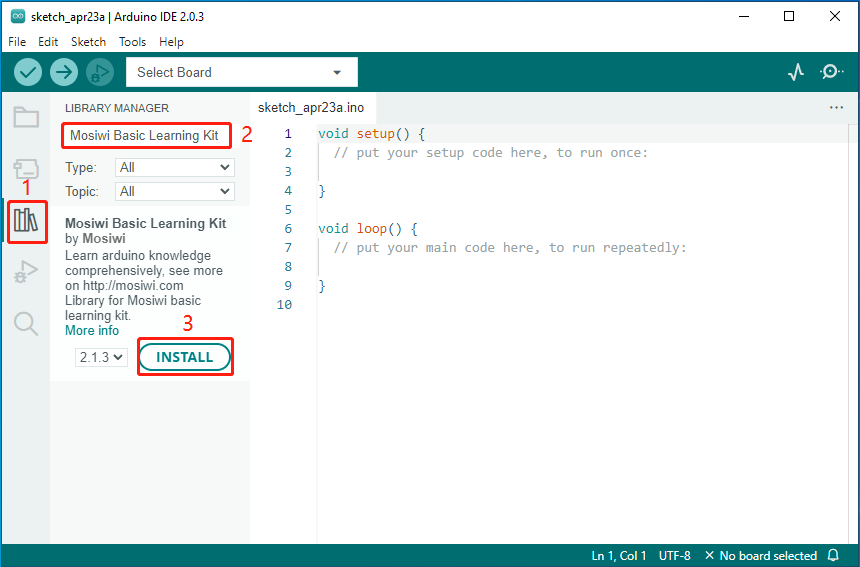 sketch_apr23a | Arduino IDE 2.0.3
File Edit Sketch Tools Help
Select Board
LIBRARY MANAGER
Mosiwi Basic Learning Kit
2
Type: All
Topic: All
1
Mosiwi Basic Learning Kit
by Mosiwi
Learn arduino knowledge
comprehensively, see more
on http://mosiwi.com
Library for Mosiwi basic
learning kit.
More info
3
2.1.3 INSTALL
sketch_apr23a.ino
1 void setup() {
2 // put your setup code here, to run once:
3
4 }
5
6 void loop() {
7 // put your main code here, to run repeatedly:
8
9 }
10
Ln 1, Col 1 UTF-8 × No board selected